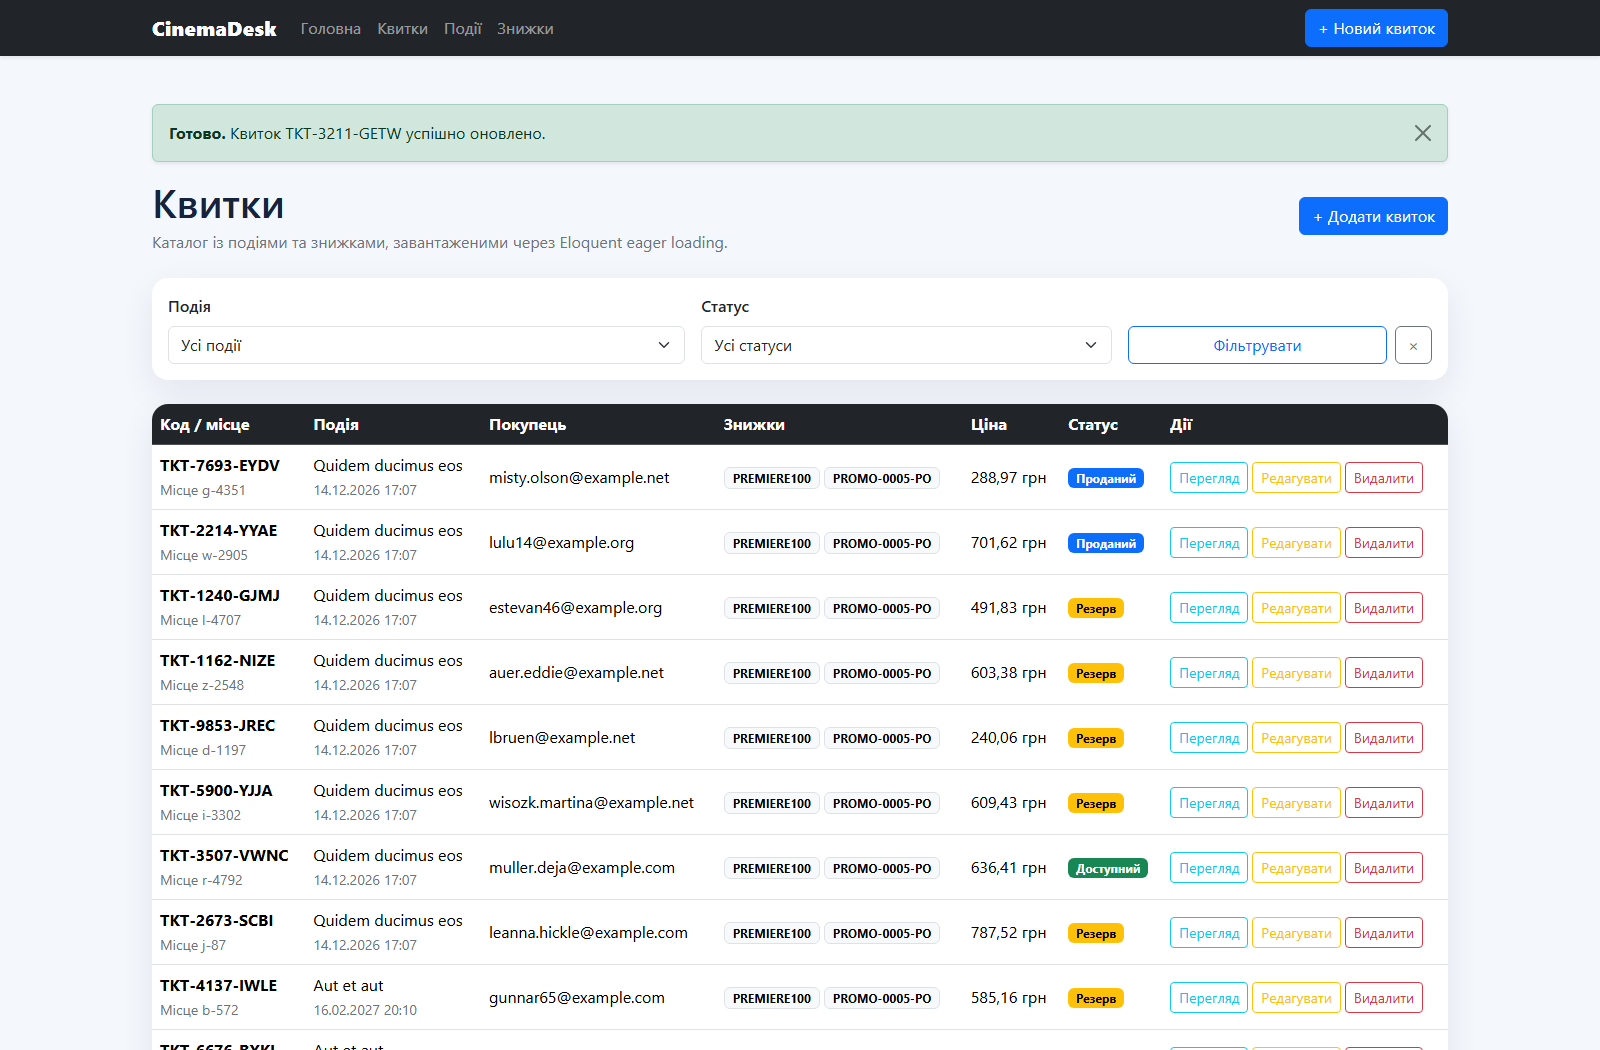 CinemaDesk Головна Квитки Події Знижки + Новий квиток
Готово. Квиток TKT-3211-GETW успішно оновлено.
Квитки
+ Додати квиток
Каталог із подіями та знижками, завантаженими через Eloquent eager loading.
Подія Статус
Усі події Усі статуси Фільтрувати ×
Код / місце Подія Покупець Знижки Ціна Статус Дії
TKT-7693-EYDV Quidem ducimus eos misty.olson@example.net PREMIERE100 PROMO-0005-PO 288,97 грн Проданий Перегляд Редагувати Видалити
Місце g-4351 14.12.2026 17:07
TKT-2214-YYAE Quidem ducimus eos lulu14@example.org PREMIERE100 PROMO-0005-PO 701,62 грн Проданий Перегляд Редагувати Видалити
Місце w-2905 14.12.2026 17:07
TKT-1240-GJMJ Quidem ducimus eos estevan46@example.org PREMIERE100 PROMO-0005-PO 491,83 грн Резерв Перегляд Редагувати Видалити
Місце l-4707 14.12.2026 17:07
TKT-1162-NIZE Quidem ducimus eos auer.eddie@example.net PREMIERE100 PROMO-0005-PO 603,38 грн Резерв Перегляд Редагувати Видалити
Місце z-2548 14.12.2026 17:07
TKT-9853-JREC Quidem ducimus eos lbruen@example.net PREMIERE100 PROMO-0005-PO 240,06 грн Резерв Перегляд Редагувати Видалити
Місце d-1197 14.12.2026 17:07
TKT-5900-YJJA Quidem ducimus eos wisozk.martina@example.net PREMIERE100 PROMO-0005-PO 609,43 грн Резерв Перегляд Редагувати Видалити
Місце i-3302 14.12.2026 17:07
TKT-3507-VWNC Quidem ducimus eos muller.deja@example.com PREMIERE100 PROMO-0005-PO 636,41 грн Доступний Перегляд Редагувати Видалити
Місце r-4792 14.12.2026 17:07
TKT-2673-SCBI Quidem ducimus eos leanna.hickle@example.com PREMIERE100 PROMO-0005-PO 787,52 грн Резерв Перегляд Редагувати Видалити
Місце j-87 14.12.2026 17:07
TKT-4137-IWLE Aut et aut gunnar65@example.com PREMIERE100 PROMO-0005-PO 585,16 грн Резерв Перегляд Редагувати Видалити
Місце b-572 16.02.2027 20:10
Aut et aut